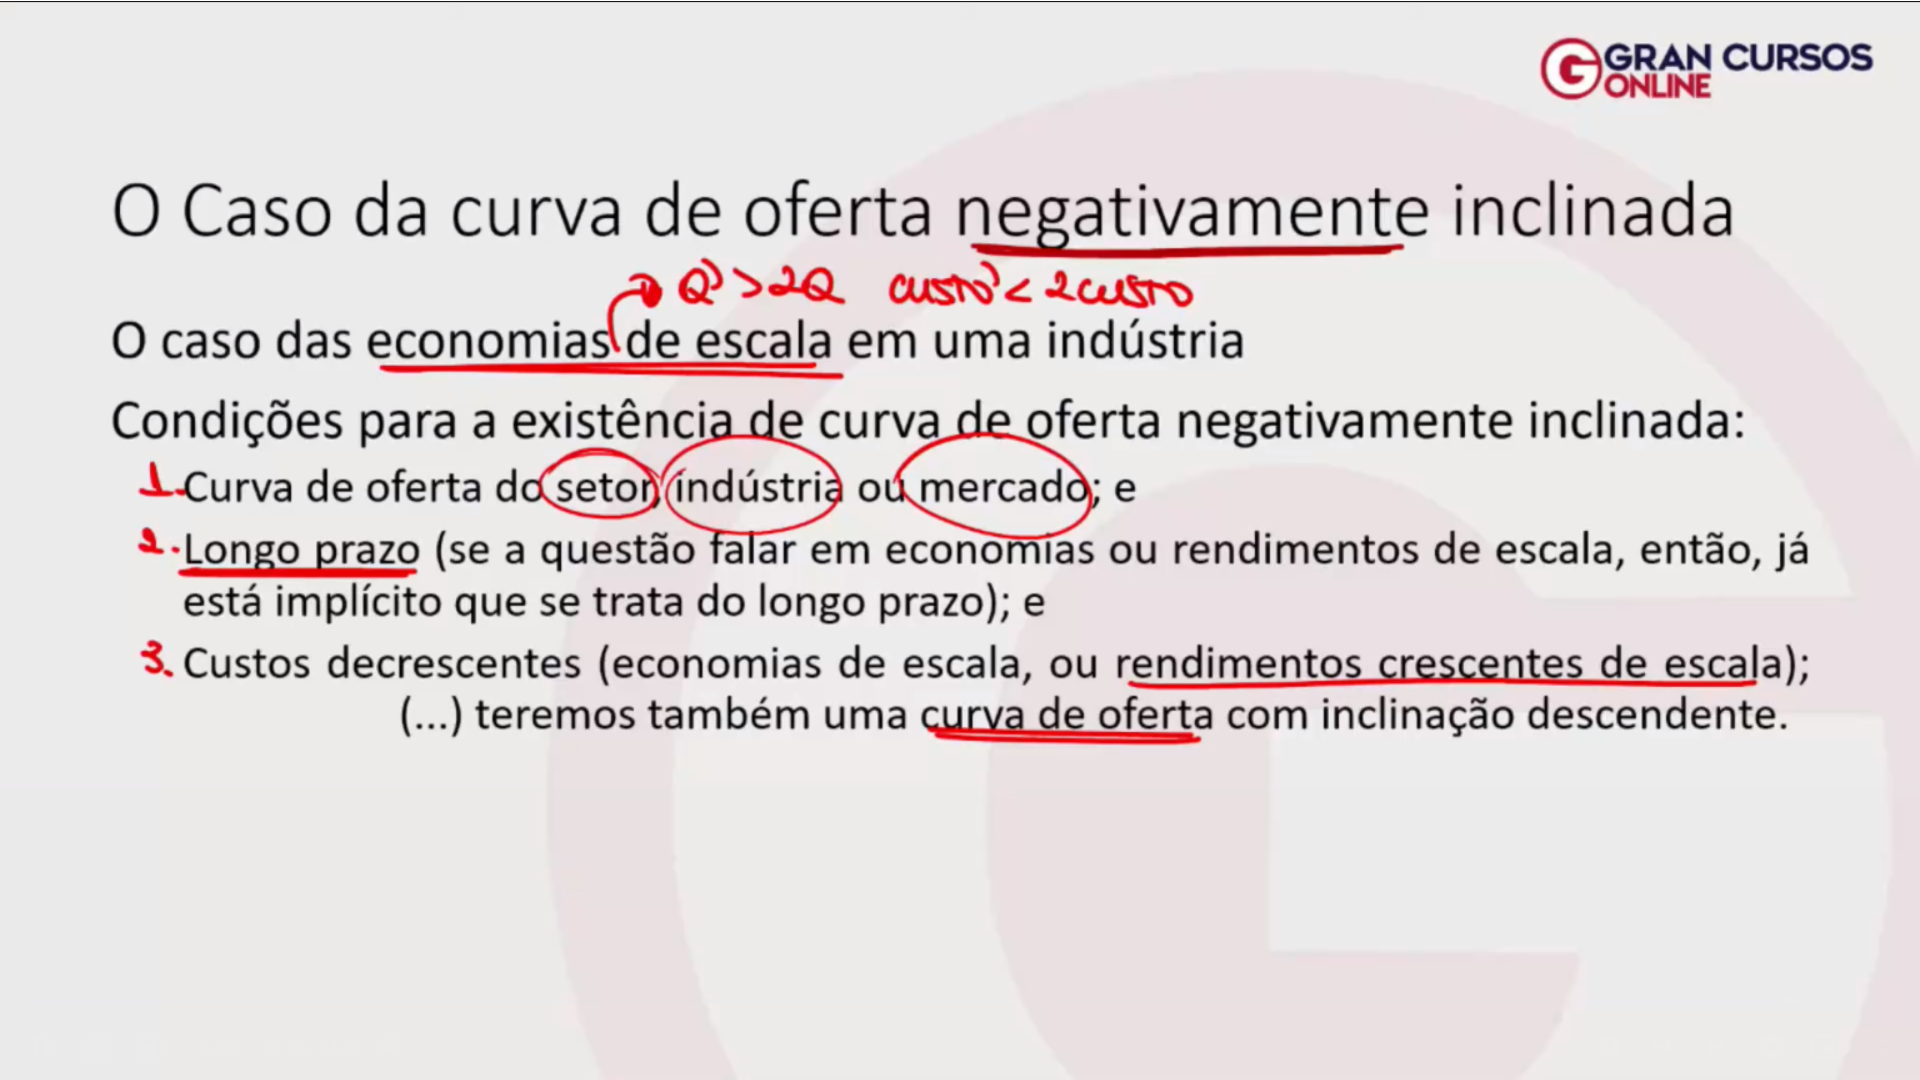 GRAN CURSOS
ONLINE
O Caso da curva de oferta negativamente inclinada
Q' > 2Q custo' < 2 custo
O caso das economias de escala em uma indústria
Condições para a existência de curva de oferta negativamente inclinada:
1. Curva de oferta do setor, indústria ou mercado; e
2. Longo prazo (se a questão falar em economias ou rendimentos de escala, então, já
está implícito que se trata do longo prazo); e
3. Custos decrescentes (economias de escala, ou rendimentos crescentes de escala);
(...) teremos também uma curva de oferta com inclinação descendente.